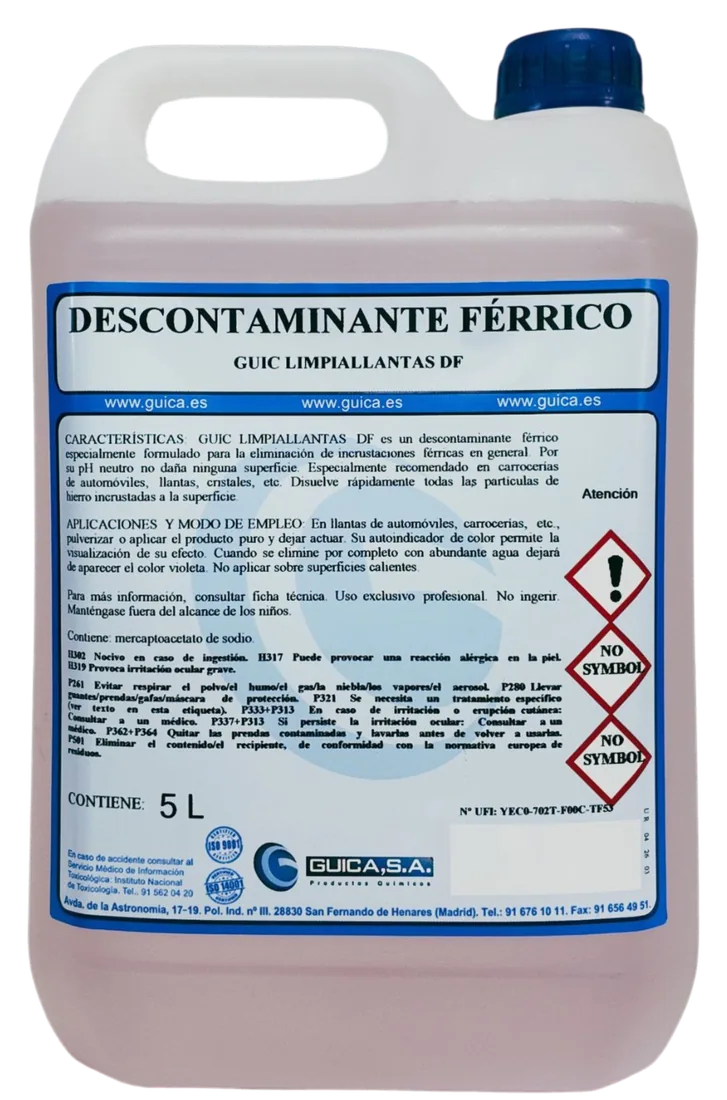 DESCONTAMINANTE FÉRRICO
GUIC LIMPIALLANTAS DF
www.guica.es www.guica.es www.guica.es
CARACTERÍSTICAS: GUIC LIMPIALLANTAS DF es un descontaminante férrico
especialmente formulado para la eliminación de incrustaciones férricas en general. Por
su pH neutro no daña ninguna superficie. Especialmente recomendado en carrocerias
de automóviles, llantas, cristales, etc. Disuelve rápidamente todas las particulas de
hierro incrustadas a la superficie.
APLICACIONES Y MODO DE EMPLEO: En llantas de automóviles, carrocerias, etc.,
pulverizar o aplicar el producto puro y dejar actuar. Su autoindicador de color permite la
visualización de su efecto. Cuando se elimine por completo con abundante agua dejará
de aparecer el color violeta. No aplicar sobre superficies calientes.
Para más información, consultar ficha técnica. Uso exclusivo profesional. No ingerir.
Manténgase fuera del alcance de los niños.
Contiene: mercaptoacetato de sodio.
H302 Nocivo en caso de ingestión. H317 Puede provocar una reacción alérgica en la piel.
H319 Provoca irritación ocular grave.
P261 Evitar respirar el polvo/el humo/el gas/la niebla/los vapores/el aerosol. P280 Llevar
guantes/prendas/gafas/máscara de protección. P321 Se necesita un tratamiento específico
(ver texto en esta etiqueta). P333+P313 En caso de irritación o erupción cutánea:
Consultar a un médico. P337+P313 Si persiste la irritación ocular: Consultar a un
médico. P362+P364 Quitar las prendas contaminadas y lavarlas antes de volver a usarlas.
P501 Eliminar el contenido/el recipiente, de conformidad con la normativa europea de
residuos.
Atención
!
NO
SYMBOL
NO
SYMBOL
CONTIENE: 5 L
Nº UFI: YEC0-702T-F00C-TF53
U.R. 04 26 03
En caso de accidente consultar al
Servicio Médico de Información
Toxicológica: Instituto Nacional
de Toxicología. Tel.. 91 562 04 20
ISO 9001
ISO 14001
GUICA,S.A.
Productos Químicos
Avda. de la Astronomía, 17-19. Pol. Ind. nº III. 28830 San Fernando de Henares (Madrid). Tel.: 91 676 10 11. Fax: 91 656 49 51.